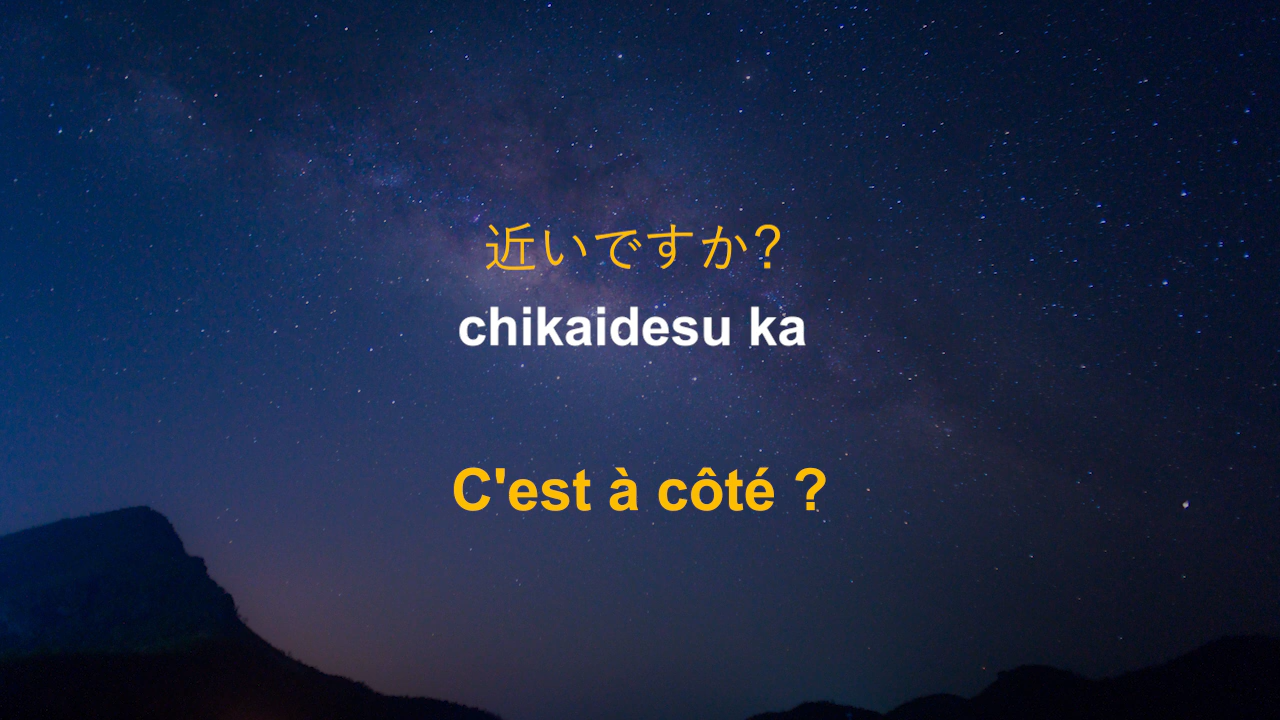 近いですか?
chikaidesu ka
C'est à côté ?